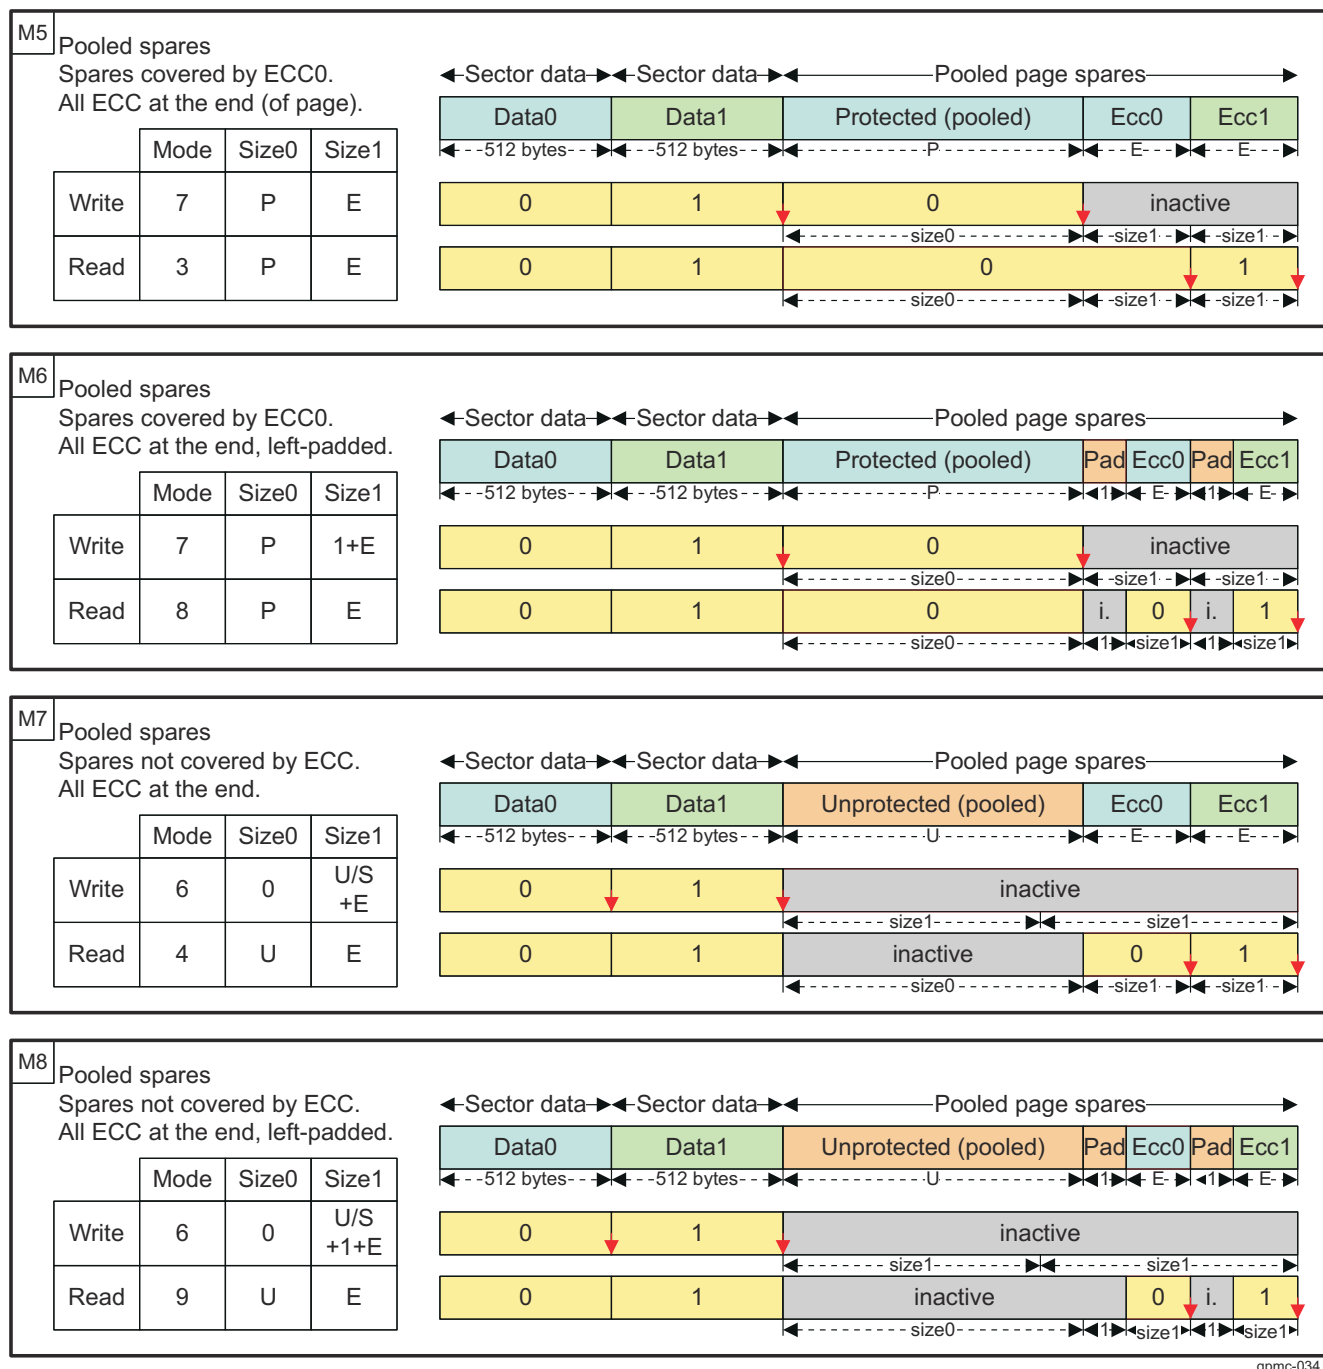 M5
Pooled spares
Spares covered by ECC0.
All ECC at the end (of page).
Mode Size0 Size1
Write 7 P E
Read 3 P E
Sector data Sector data Pooled page spares
Data0 Data1 Protected (pooled) Ecc0 Ecc1
512 bytes 512 bytes P E E
0 1 0 inactive
size0 size1 size1
0 1 0 1
size0 size1 size1
M6
Pooled spares
Spares covered by ECC0.
All ECC at the end, left-padded.
Mode Size0 Size1
Write 7 P 1+E
Read 8 P E
Sector data Sector data Pooled page spares
Data0 Data1 Protected (pooled) Pad Ecc0 Pad Ecc1
512 bytes 512 bytes P 1 E 1 E
0 1 0 inactive
size0 size1 size1
0 1 0 i. 0 i. 1
size0 1 size1 1 size1
M7
Pooled spares
Spares not covered by ECC.
All ECC at the end.
Mode Size0 Size1
Write 6 0 U/S
+E
Read 4 U E
Sector data Sector data Pooled page spares
Data0 Data1 Unprotected (pooled) Ecc0 Ecc1
512 bytes 512 bytes U E E
0 1 inactive
size1 size1
0 1 inactive 0 1
size0 size1 size1
M8
Pooled spares
Spares not covered by ECC.
All ECC at the end, left-padded.
Mode Size0 Size1
Write 6 0 U/S
+1+E
Read 9 U E
Sector data Sector data Pooled page spares
Data0 Data1 Unprotected (pooled) Pad Ecc0 Pad Ecc1
512 bytes 512 bytes U 1 E 1 E
0 1 inactive
size1 size1
0 1 inactive 0 i. 1
size0 1 size1 1 size1
gpmc-034